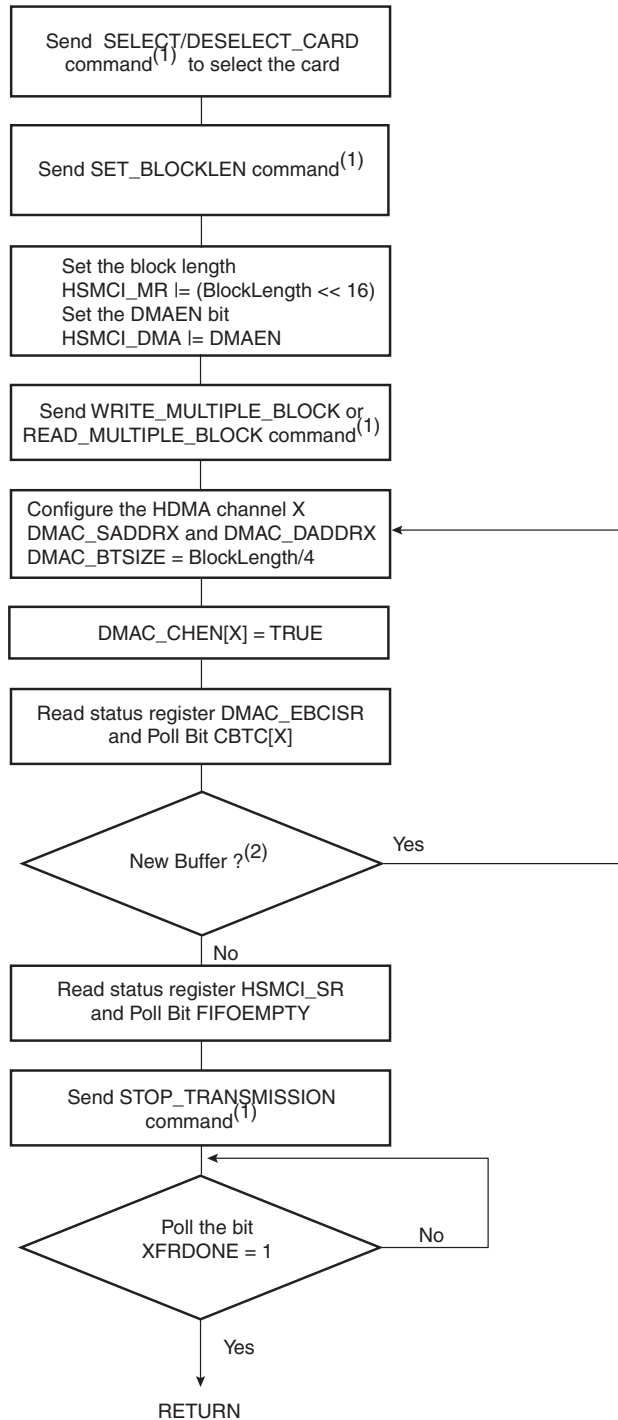 Send SELECT/DESELECT_CARD
command(1) to select the card
Send SET_BLOCKLEN command(1)
Set the block length
HSMCI_MR |= (BlockLength << 16)
Set the DMAEN bit
HSMCI_DMA |= DMAEN
Send WRITE_MULTIPLE_BLOCK or
READ_MULTIPLE_BLOCK command(1)
Configure the HDMA channel X
DMAC_SADDRX and DMAC_DADDRX
DMAC_BTSIZE = BlockLength/4
DMAC_CHEN[X] = TRUE
Read status register DMAC_EBCISR
and Poll Bit CBTC[X]
New Buffer ?(2)
Yes
No
Read status register HSMCI_SR
and Poll Bit FIFOEMPTY
Send STOP_TRANSMISSION
command(1)
Poll the bit
XFRDONE = 1
No
Yes
RETURN